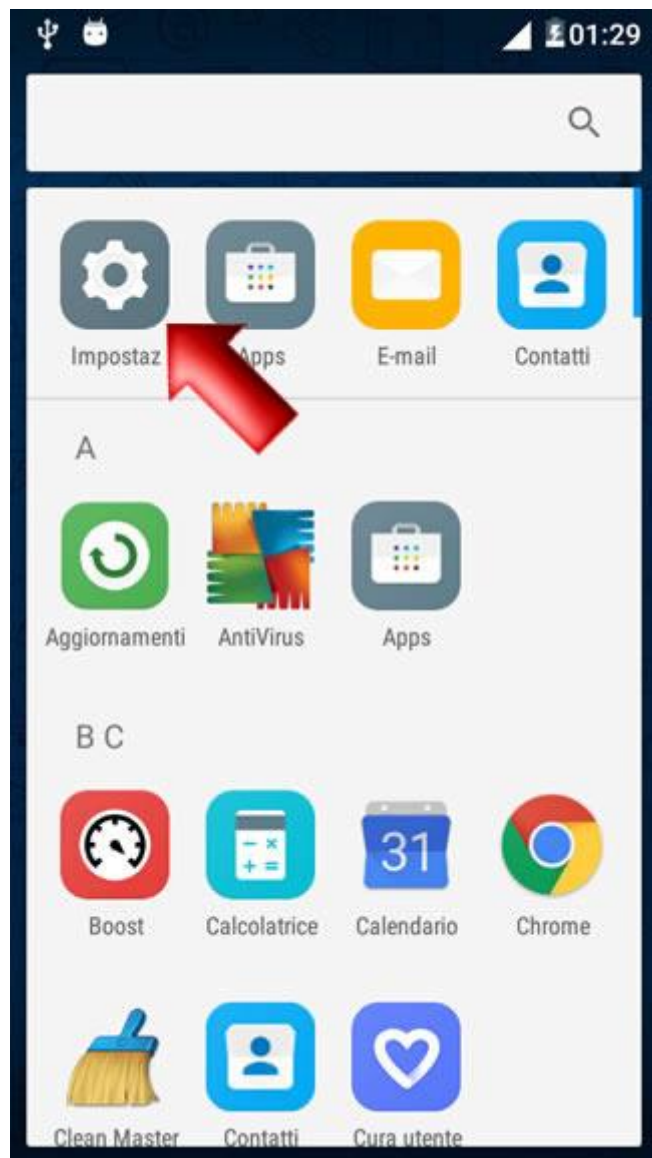 01:29
Impostaz Apps E-mail Contatti
A
Aggiornamenti AntiVirus Apps
B C
31
Boost Calcolatrice Calendario Chrome
Clean Master Contatti Cura utente